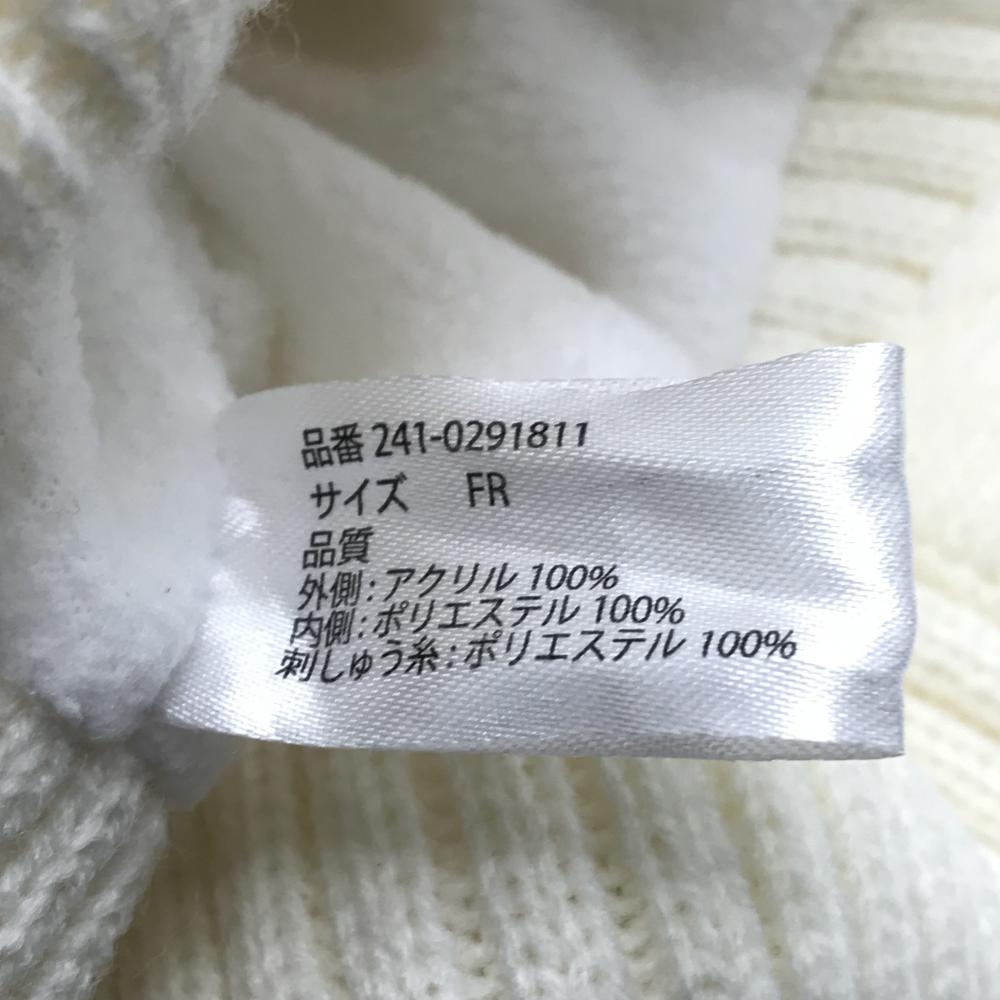 品番 241-0291811
サイズ　FR
品質
外側：アクリル 100%
内側：ポリエステル 100%
刺しゅう糸：ポリエステル 100%